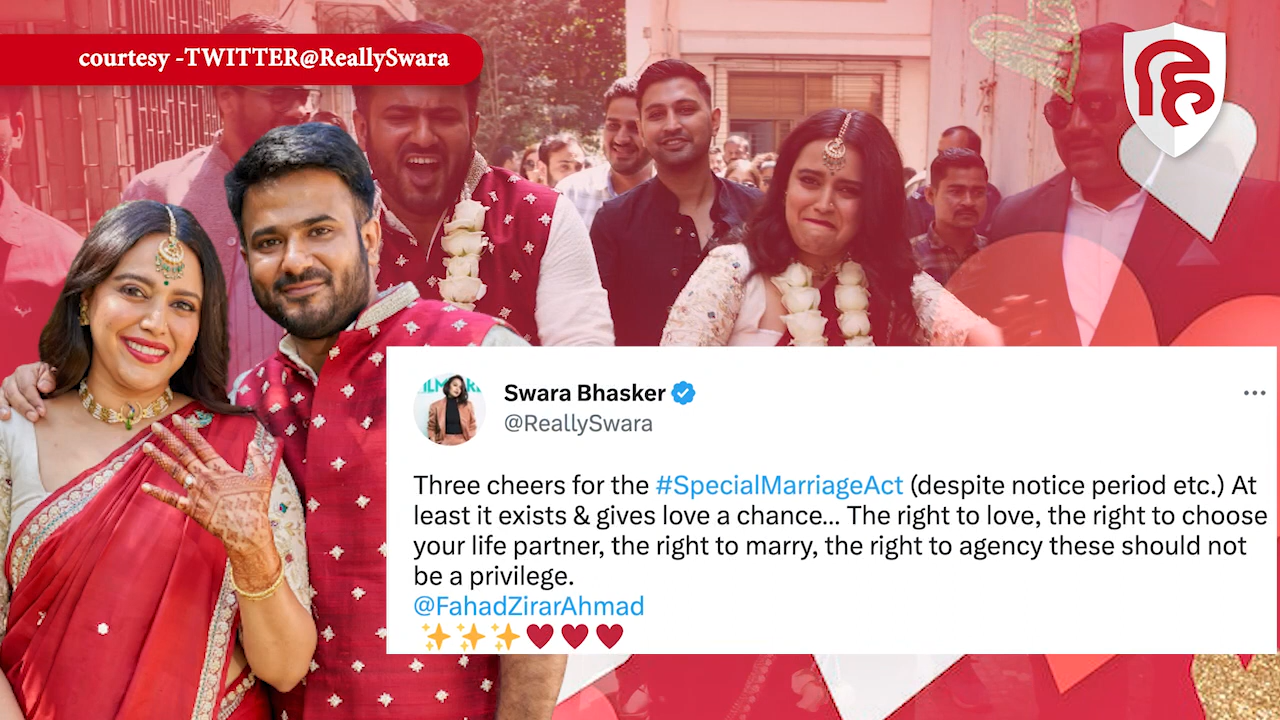 courtesy -TWITTER@ReallySwara
Swara Bhasker
@ReallySwara
Three cheers for the #SpecialMarriageAct (despite notice period etc.) At
least it exists & gives love a chance... The right to love, the right to choose
your life partner, the right to marry, the right to agency these should not
be a privilege.
@FahadZirarAhmad
✨✨✨♥️♥️♥️